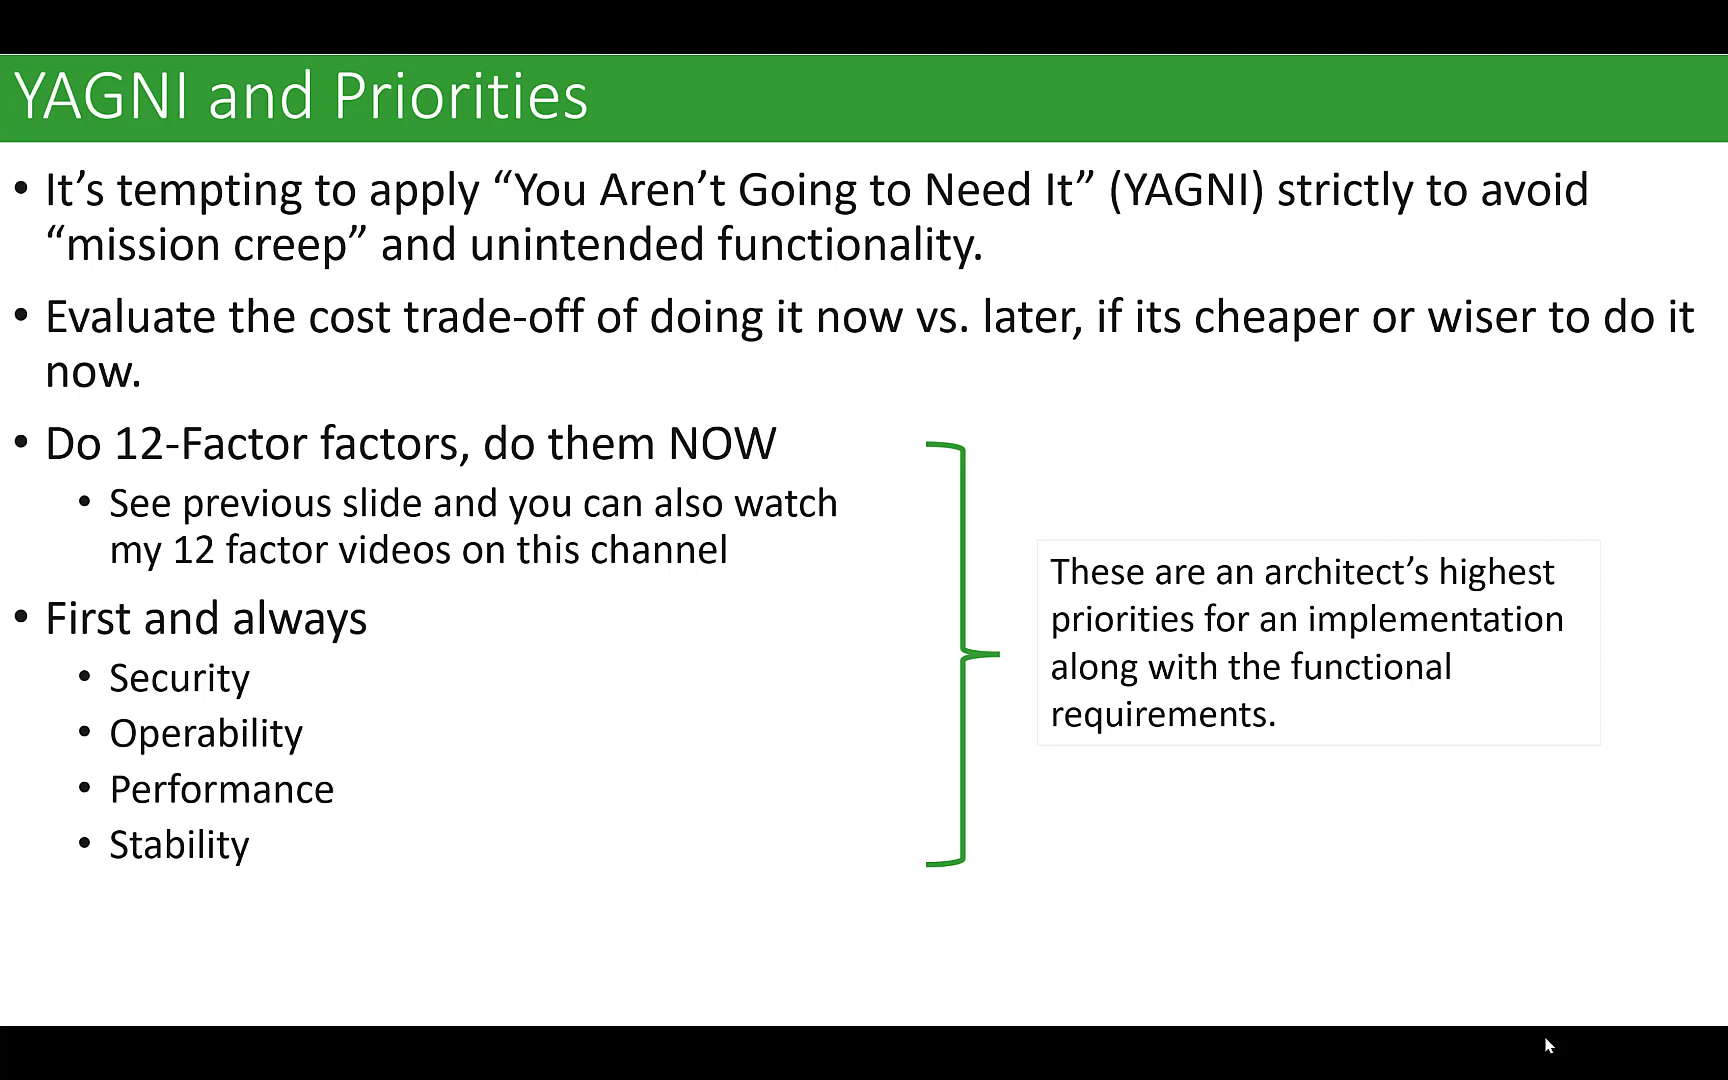 YAGNI and Priorities
• It’s tempting to apply “You Aren’t Going to Need It” (YAGNI) strictly to avoid
“mission creep” and unintended functionality.
• Evaluate the cost trade-off of doing it now vs. later, if its cheaper or wiser to do it
now.
• Do 12-Factor factors, do them NOW
• See previous slide and you can also watch
my 12 factor videos on this channel
• First and always
• Security
• Operability
• Performance
• Stability
These are an architect’s highest
priorities for an implementation
along with the functional
requirements.